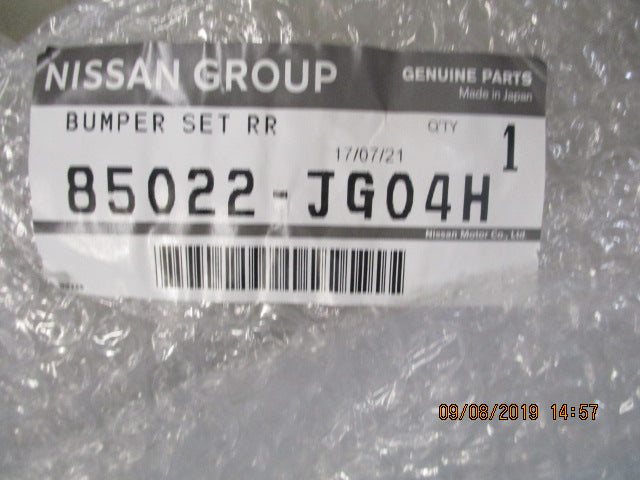 NISSAN GROUP GENUINE PARTS
Made in Japan
BUMPER SET RR Q'TY 1
17/07/21
85022-JG04H
Nissan Motor Co., Ltd.
09/08/2019 14:57